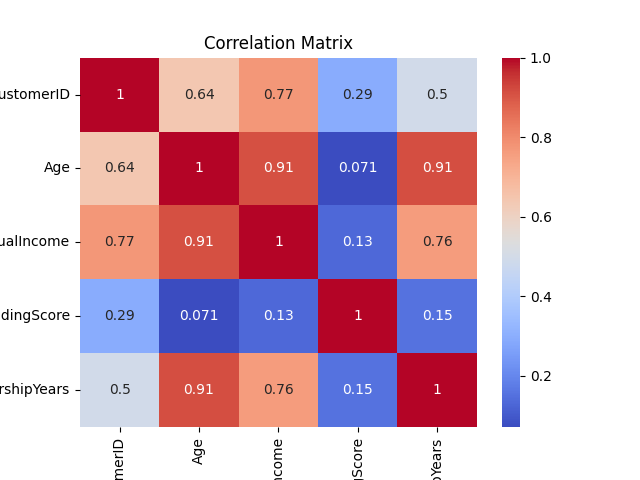 Correlation Matrix
ustomerID 1 0.64 0.77 0.29 0.5
Age 0.64 1 0.91 0.071 0.91
ualIncome 0.77 0.91 1 0.13 0.76
dingScore 0.29 0.071 0.13 1 0.15
rshipYears 0.5 0.91 0.76 0.15 1
merID Age ncome gScore pYears
1.0
0.8
0.6
0.4
0.2